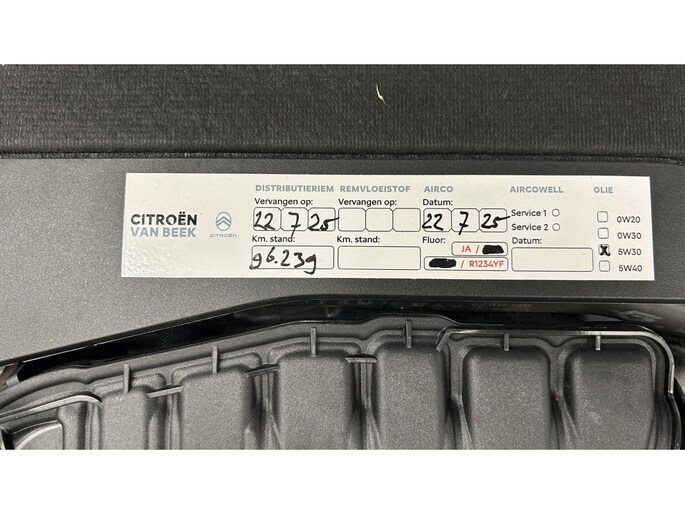 DISTRIBUTIERIEM REMVLOEISTOF AIRCO AIRCOWELL OLIE
Vervangen op: Vervangen op: Datum:
CITROËN
VAN BEEK
CITROËN
22 7 25
22 7 25
Service 1
Service 2
0W20
Km. stand: Km. stand: Fluor: JA / Datum:
0W30
96.239
/ R1234YF
X 5W30
5W40